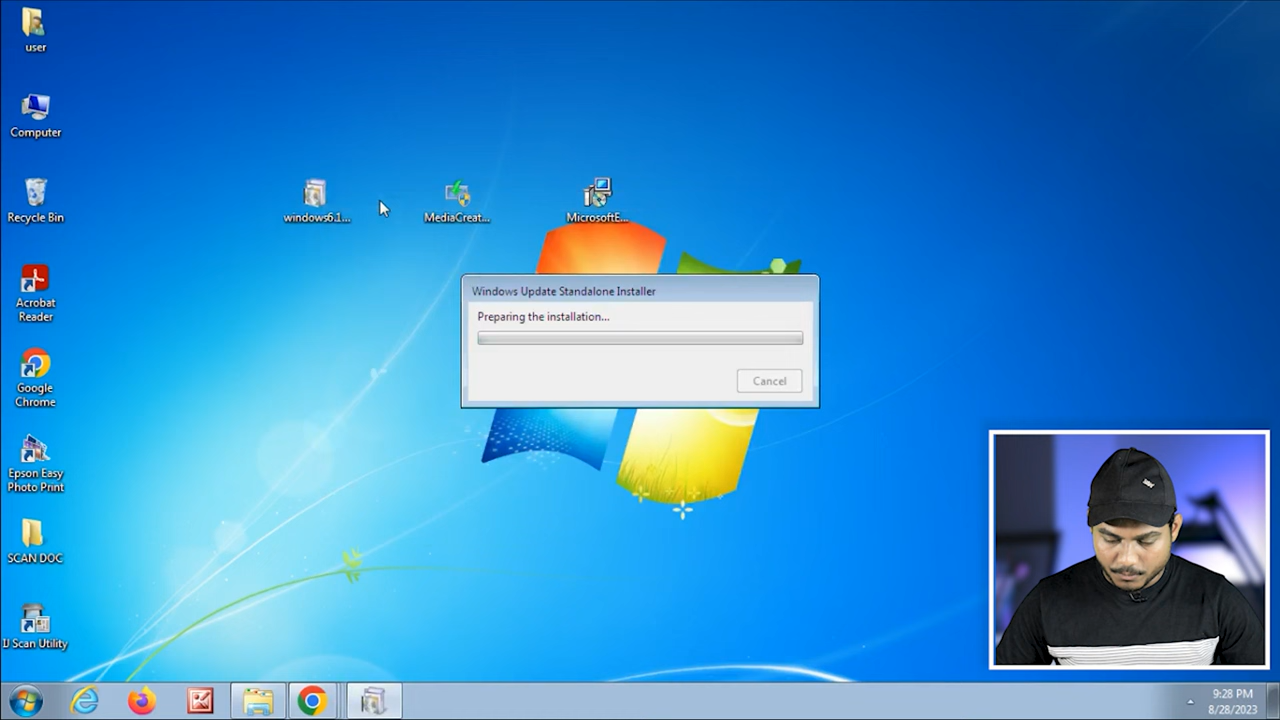 user
Computer
Recycle Bin
Acrobat
Reader
Google
Chrome
Epson Easy
Photo Print
SCAN DOC
IJ Scan Utility
windows6.1...
MediaCreat...
MicrosoftE...
Windows Update Standalone Installer
Preparing the installation...
Cancel
9:28 PM
8/28/2023